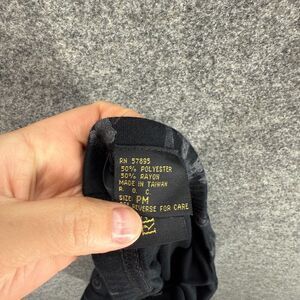 RN 57695
50% POLYESTER
50% RAYON
MADE IN TAIWAN
R. O. C.
SIZE: PM
SEE REVERSE FOR CARE